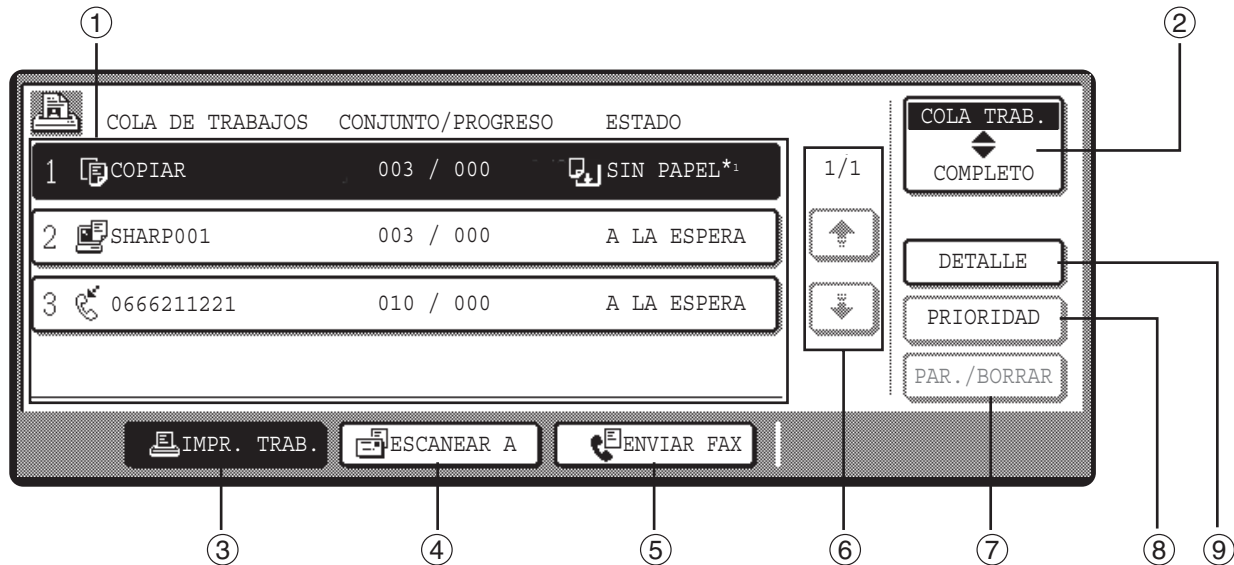 ① ②
COLA DE TRABAJOS CONJUNTO/PROGRESO ESTADO
COLA TRAB.
COMPLETO
1 COPIAR 003 / 000 SIN PAPEL*1
1/1
2 SHARP001 003 / 000 A LA ESPERA
DETALLE
3 0666211221 010 / 000 A LA ESPERA
PRIORIDAD
PAR./BORRAR
IMPR. TRAB. ESCANEAR A ENVIAR FAX
③ ④ ⑤ ⑥ ⑦ ⑧ ⑨